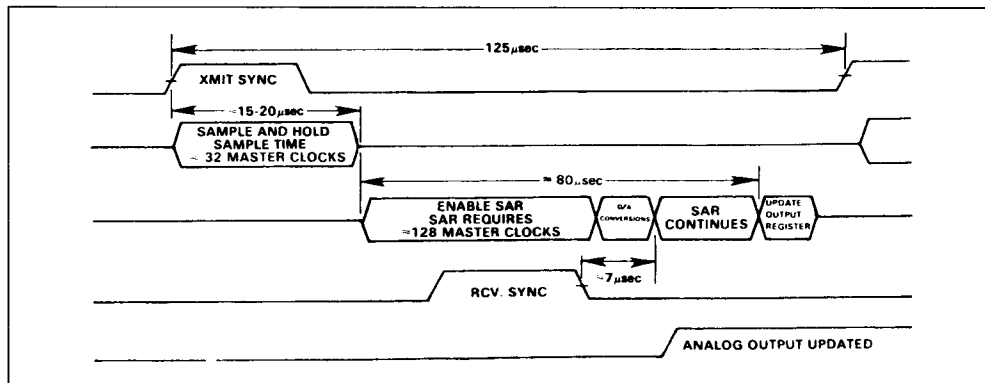 125μsec
XMIT SYNC
≈15-20μsec
SAMPLE AND HOLD
SAMPLE TIME
≈ 32 MASTER CLOCKS
≈ 80μsec
ENABLE SAR
SAR REQUIRES
≈128 MASTER CLOCKS
D/A
CONVERSIONS
SAR
CONTINUES
UPDATE
OUTPUT
REGISTER
≈7μsec
RCV. SYNC
ANALOG OUTPUT UPDATED